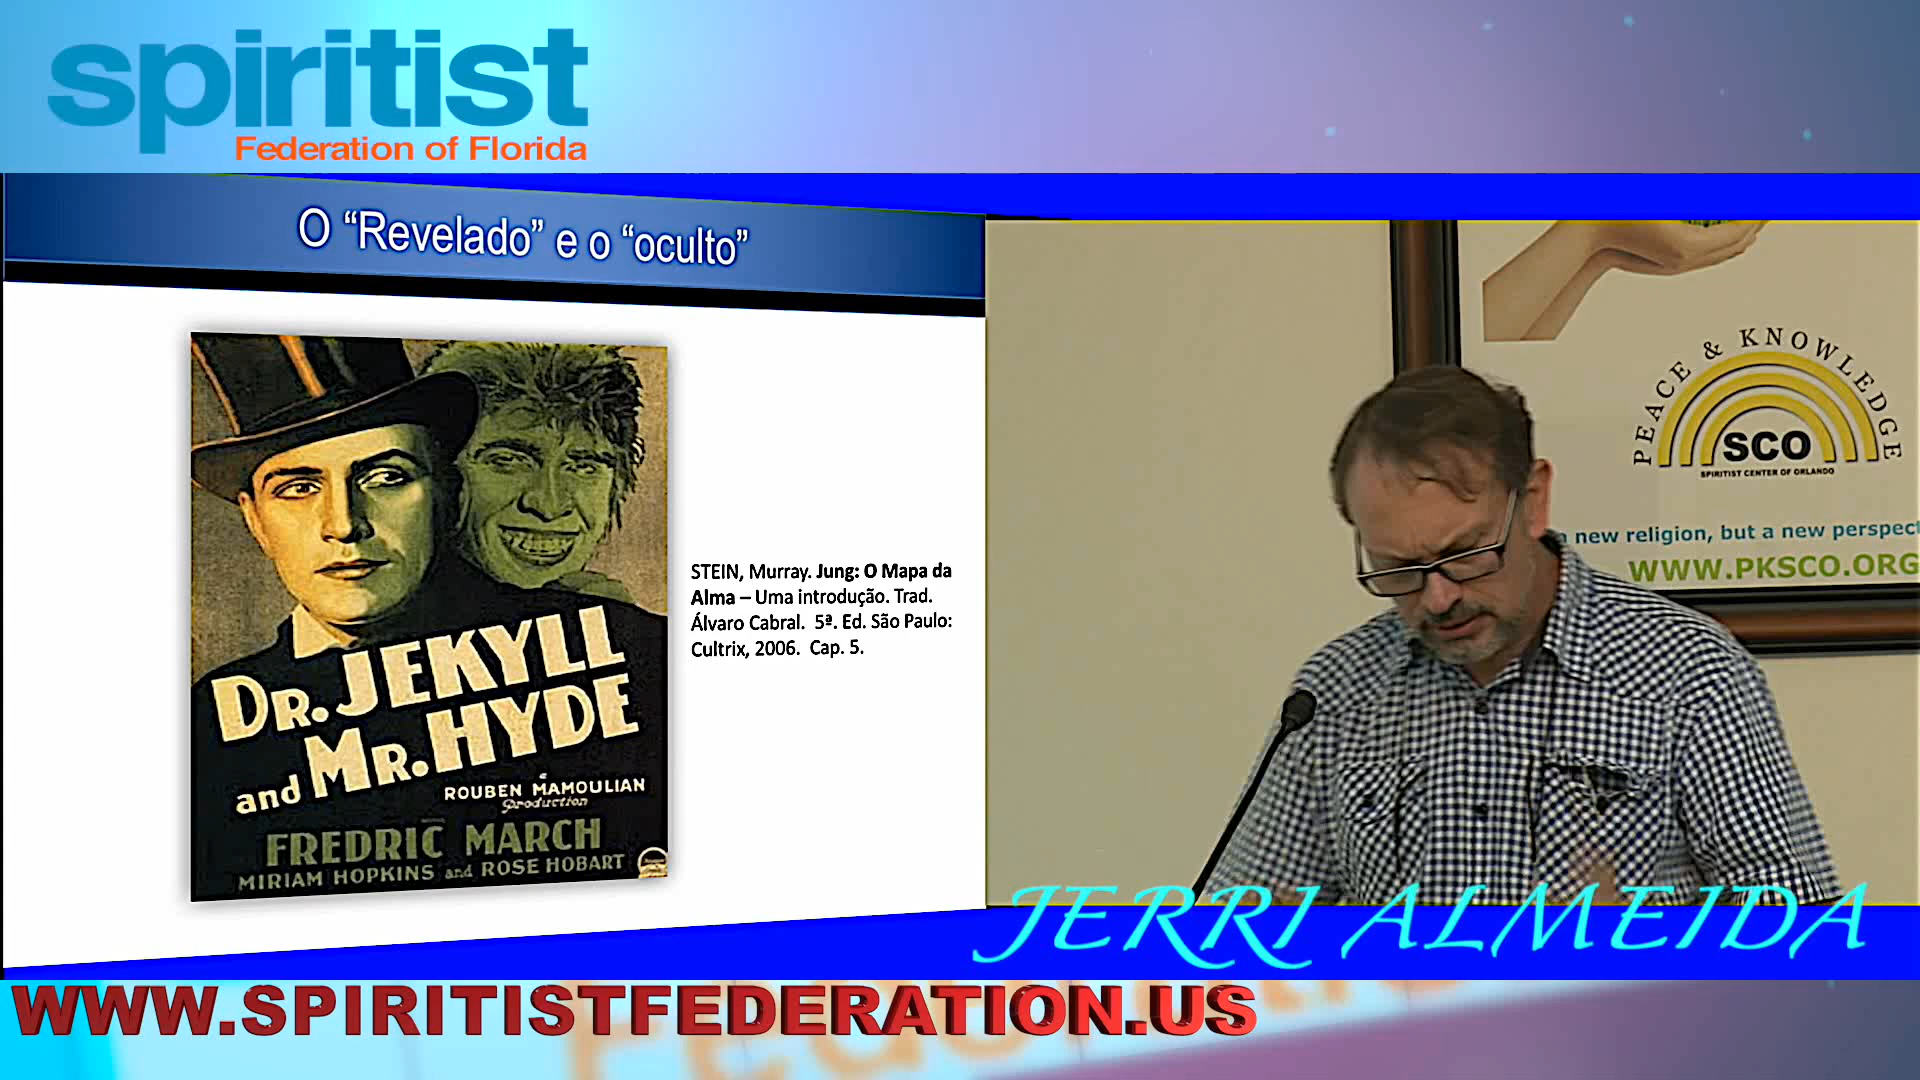 spiritist
Federation of Florida
O “Revelado” e o “oculto”
DR. JEKYLL
and MR. HYDE
a
ROUBEN MAMOULIAN
production
FREDRIC MARCH
MIRIAM HOPKINS and ROSE HOBART
STEIN, Murray. Jung: O Mapa da
Alma – Uma introdução. Trad.
Álvaro Cabral. 5ª. Ed. São Paulo:
Cultrix, 2006. Cap. 5.
PEACE & KNOWLEDGE
SCO
SPIRITIST CENTER OF ORLANDO
new religion, but a new
WWW.PKSCO.ORG
JERRI ALMEIDA
WWW.SPIRITISTFEDERATION.US